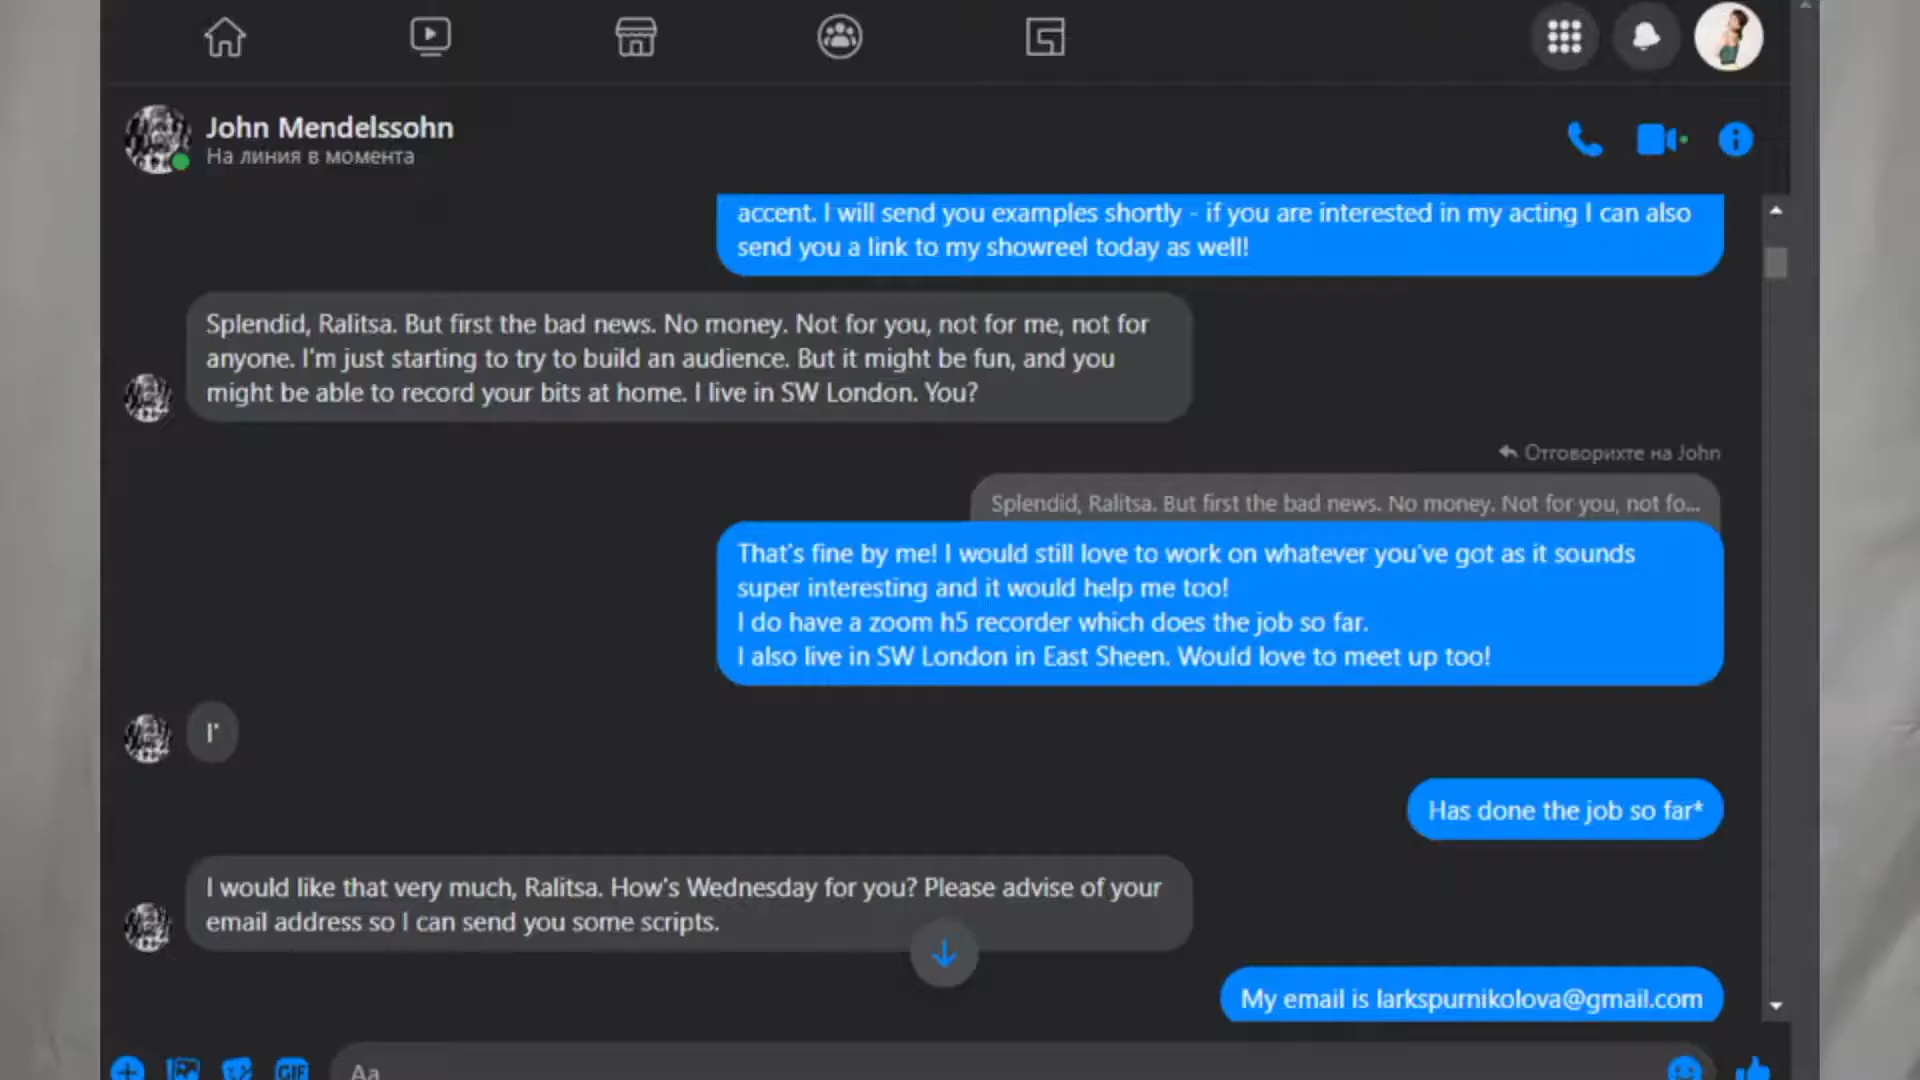 John Mendelssohn
На линия в момента
accent. I will send you examples shortly - if you are interested in my acting I can also
send you a link to my showreel today as well!
Splendid, Ralitsa. But first the bad news. No money. Not for you, not for me, not for
anyone. I'm just starting to try to build an audience. But it might be fun, and you
might be able to record your bits at home. I live in SW London. You?
Отговорихте на John
Splendid, Ralitsa. But first the bad news. No money. Not for you, not fo...
That's fine by me! I would still love to work on whatever you've got as it sounds
super interesting and it would help me too!
I do have a zoom h5 recorder which does the job so far.
I also live in SW London in East Sheen. Would love to meet up too!
I'
Has done the job so far*
I would like that very much, Ralitsa. How's Wednesday for you? Please advise of your
email address so I can send you some scripts.
My email is larkspurnikolova@gmail.com
GIF
Aa